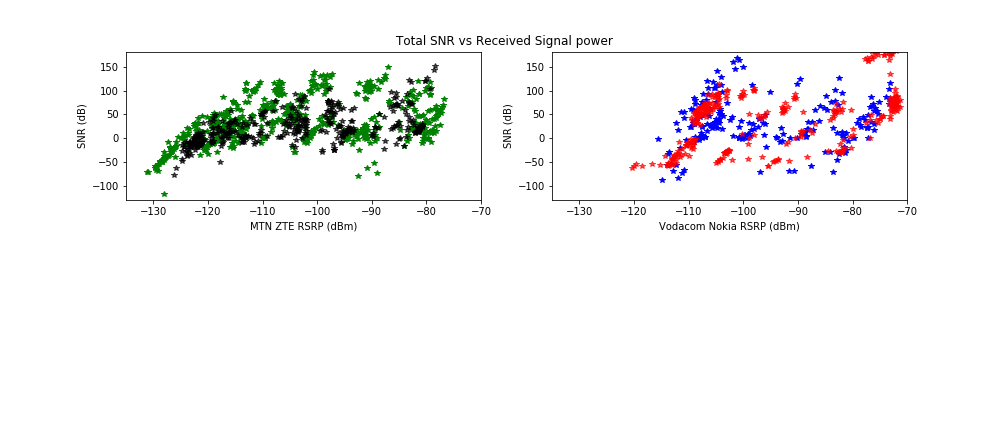 Total SNR vs Received Signal power
SNR (dB)
150
100
50
0
−50
−100
−130 −120 −110 −100 −90 −80 −70
MTN ZTE RSRP (dBm)
SNR (dB)
150
100
50
0
−50
−100
−130 −120 −110 −100 −90 −80 −70
Vodacom Nokia RSRP (dBm)